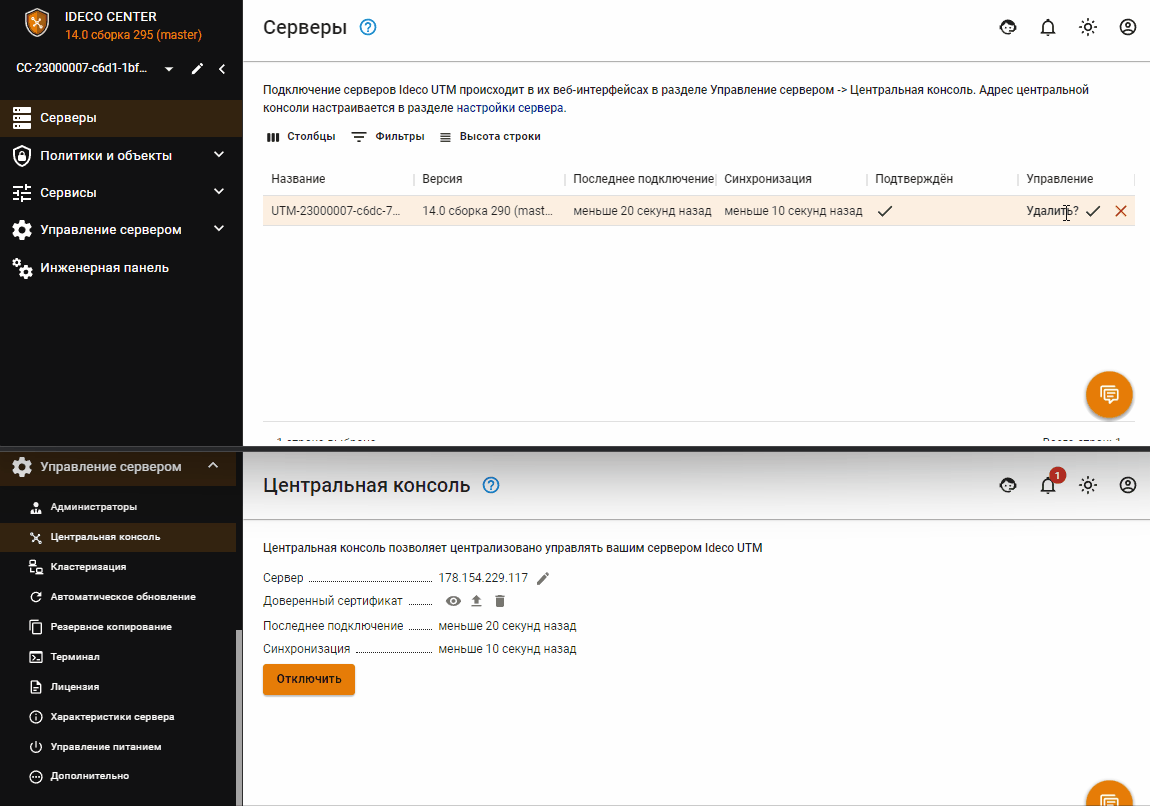 IDECO CENTER
14.0 сборка 295 (master)
CC-23000007-c6d1-1bf...
Серверы
Политики и объекты
Сервисы
Управление сервером
Инженерная панель
Серверы
Подключение серверов Ideco UTM происходит в их веб-интерфейсах в разделе Управление сервером -> Центральная консоль. Адрес центральной
консоли настраивается в разделе настройки сервера.
Столбцы Фильтры Высота строки
Название Версия Последнее подключение Синхронизация Подтверждён Управление
UTM-23000007-c6dc-7... 14.0 сборка 290 (mast... меньше 20 секунд назад меньше 10 секунд назад Удалить?
Управление сервером
Администраторы
Центральная консоль
Кластеризация
Автоматическое обновление
Резервное копирование
Терминал
Лицензия
Характеристики сервера
Управление питанием
Дополнительно
Центральная консоль
1
Центральная консоль позволяет централизовано управлять вашим сервером Ideco UTM
Сервер 178.154.229.117
Доверенный сертификат
Последнее подключение меньше 20 секунд назад
Синхронизация меньше 10 секунд назад
Отключить